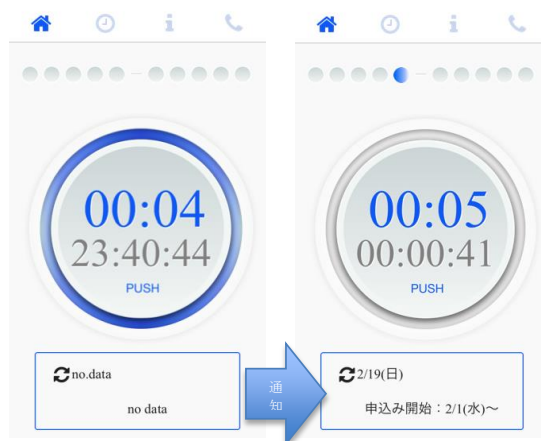 00:04
23:40:44
PUSH
no.data
no data
通
知
00:05
00:00:41
PUSH
2/19(日)
申込み開始：2/1(水)～